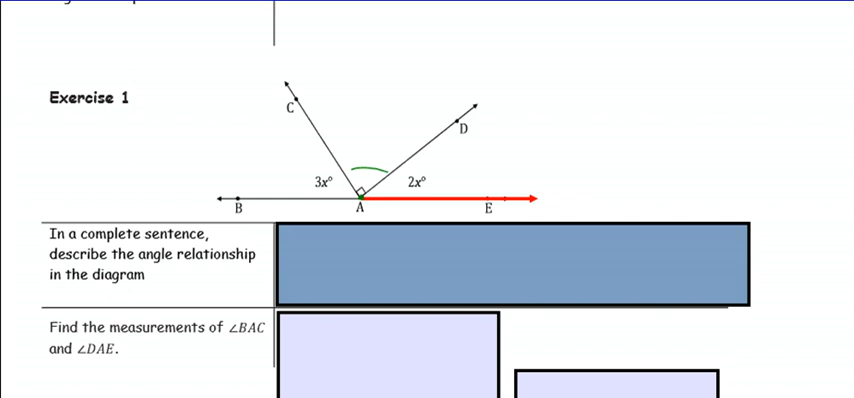 Exercise 1
C
D
3x°
2x°
B
A
E
In a complete sentence,
describe the angle relationship
in the diagram
Find the measurements of ∠BAC
and ∠DAE.